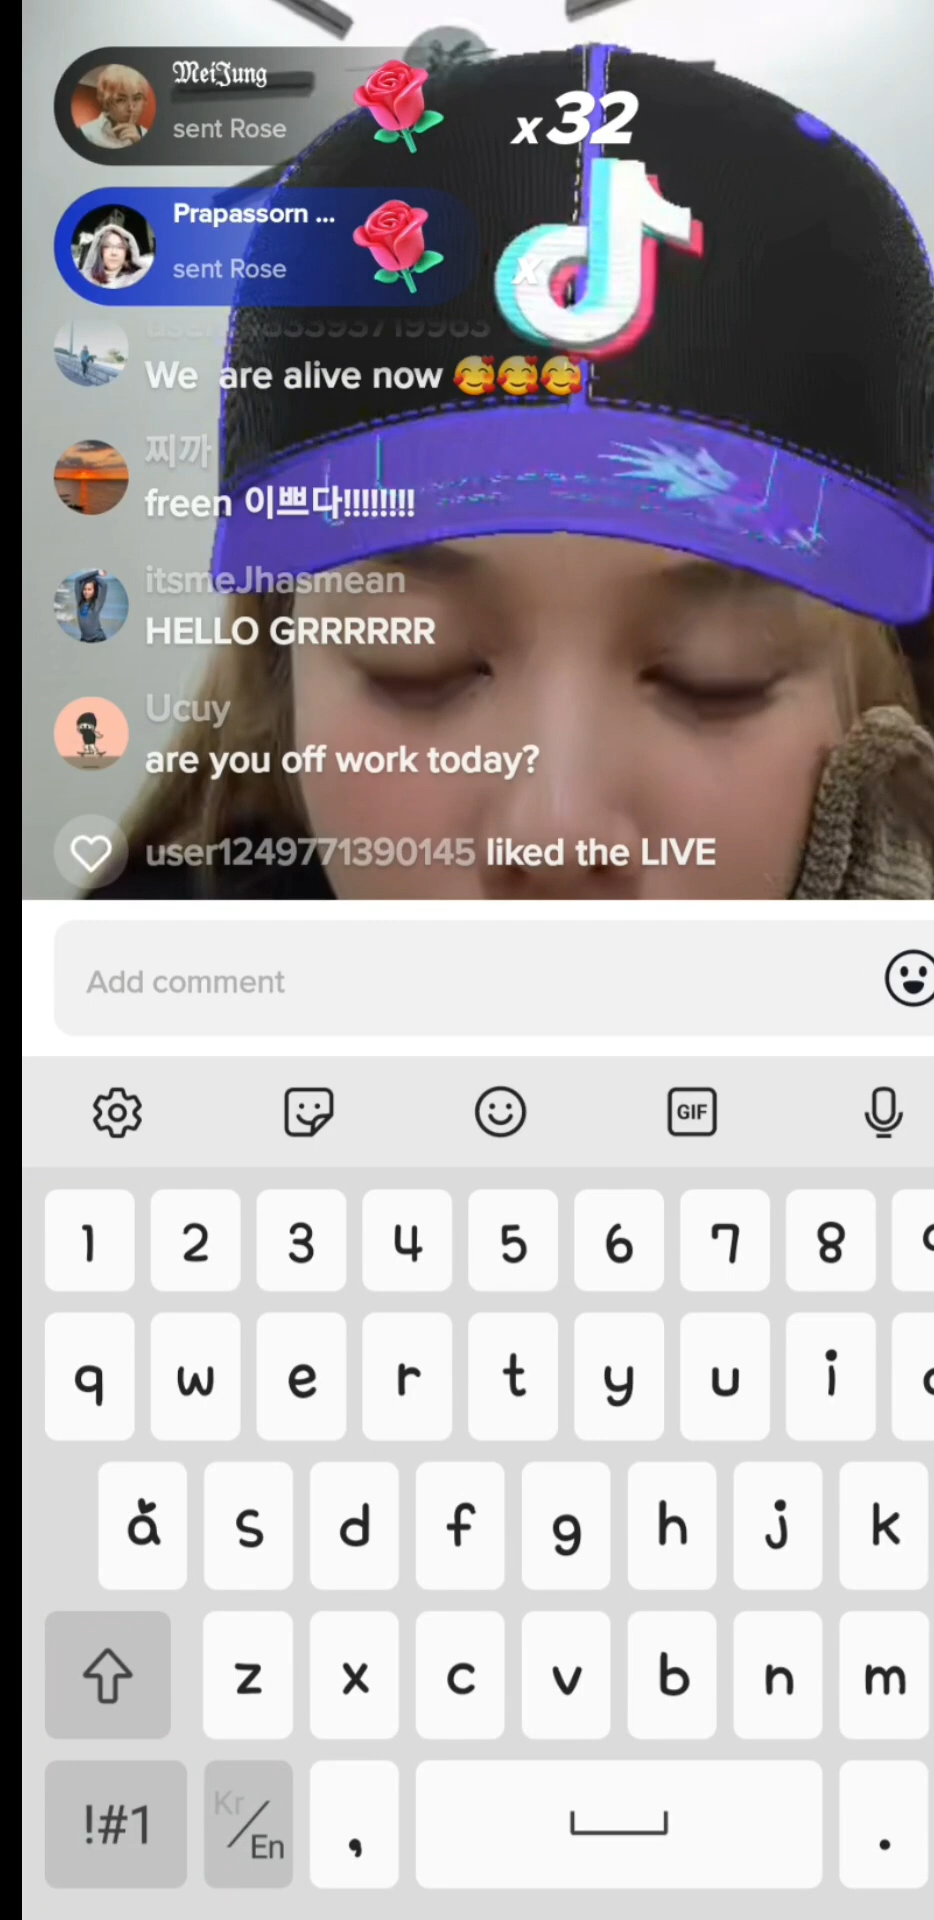 MeiJung
sent Rose
x32
Prapassorn ...
sent Rose
x
We are alive now 🥰🥰🥰
찌까
freen 이쁘다!!!!!!!!
itsmeJhasmean
HELLO GRRRRRR
Ucuy
are you off work today?
user1249771390145 liked the LIVE
Add comment
GIF
1 2 3 4 5 6 7 8
q w e r t y u i
a s d f g h j k
z x c v b n m
!#1 Kr/En , .